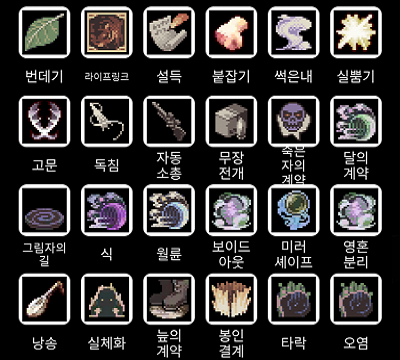 번데기 라이프링크 설득 붙잡기 썩은내 실뿜기
고문 독침 자동 무장 죽은 달의
소총 전개 자의 계약
계약
그림자의 식 월륜 보이드 미러 영혼
길 아웃 셰이프 분리
낭송 실체화 늪의 봉인 타락 오염
계약 결계